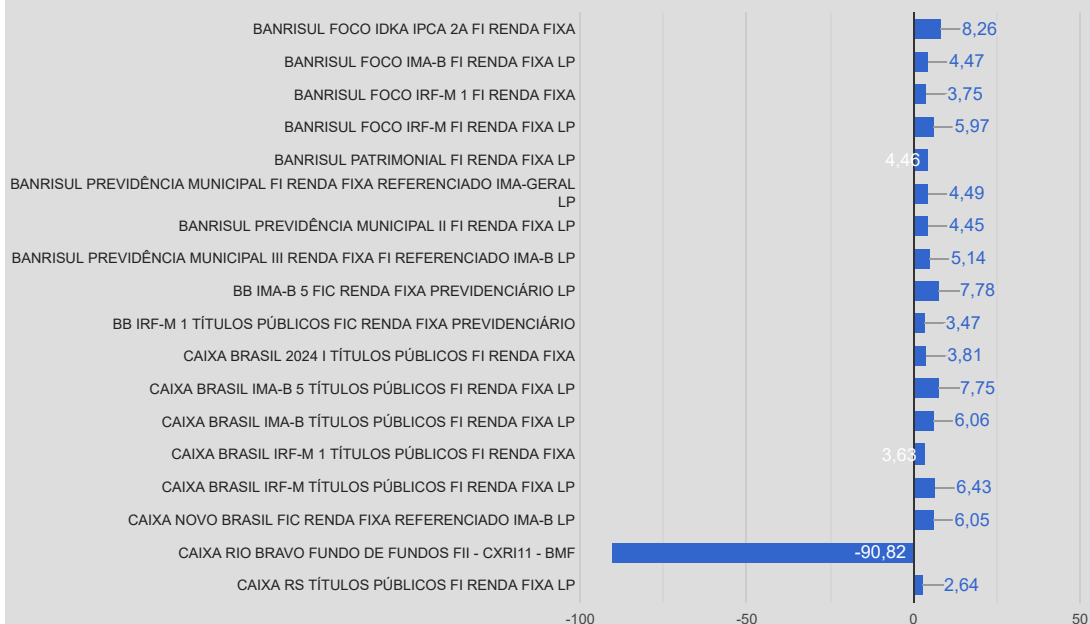 BANRISUL FOCO IDKA IPCA 2A FI RENDA FIXA 8,26
BANRISUL FOCO IMA-B FI RENDA FIXA LP 4,47
BANRISUL FOCO IRF-M 1 FI RENDA FIXA 3,75
BANRISUL FOCO IRF-M FI RENDA FIXA LP 5,97
BANRISUL PATRIMONIAL FI RENDA FIXA LP 4,46
BANRISUL PREVIDÊNCIA MUNICIPAL FI RENDA FIXA REFERENCIADO IMA-GERAL
LP 4,49
BANRISUL PREVIDÊNCIA MUNICIPAL II FI RENDA FIXA LP 4,45
BANRISUL PREVIDÊNCIA MUNICIPAL III RENDA FIXA FI REFERENCIADO IMA-B LP 5,14
BB IMA-B 5 FIC RENDA FIXA PREVIDENCIÁRIO LP 7,78
BB IRF-M 1 TÍTULOS PÚBLICOS FIC RENDA FIXA PREVIDENCIÁRIO 3,47
CAIXA BRASIL 2024 I TÍTULOS PÚBLICOS FI RENDA FIXA 3,81
CAIXA BRASIL IMA-B 5 TÍTULOS PÚBLICOS FI RENDA FIXA LP 7,75
CAIXA BRASIL IMA-B TÍTULOS PÚBLICOS FI RENDA FIXA LP 6,06
CAIXA BRASIL IRF-M 1 TÍTULOS PÚBLICOS FI RENDA FIXA 3,63
CAIXA BRASIL IRF-M TÍTULOS PÚBLICOS FI RENDA FIXA LP 6,43
CAIXA NOVO BRASIL FIC RENDA FIXA REFERENCIADO IMA-B LP 6,05
CAIXA RIO BRAVO FUNDO DE FUNDOS FII - CXRI11 - BMF -90,82
CAIXA RS TÍTULOS PÚBLICOS FI RENDA FIXA LP 2,64
-100 -50 0 50